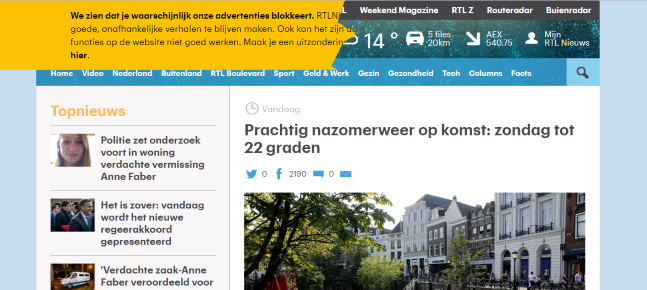 We zien dat je waarschijnlijk onze advertenties blokkeert. RTLN
goede, onafhankelijke verhalen te blijven maken. Ook kan het zijn d
functies op de website niet goed werken. Maak je een uitzonderin
hier.
L Weekend Magazine RTL Z Routeradar Buienradar
14 °
5 files
20km
AEX
540.75
Mijn
RTL Nieuws
Home Video Nederland Buitenland RTL Boulevard Sport Geld & Werk Gezin Gezondheid Tech Columns Facts
Topnieuws
Politie zet onderzoek
voort in woning
verdachte vermissing
Anne Faber
Het is zover: vandaag
wordt het nieuwe
regeerakkoord
gepresenteerd
'Verdachte zaak-Anne
Faber veroordeeld voor
Vandaag
Prachtig nazomerweer op komst: zondag tot
22 graden
0 2190 0